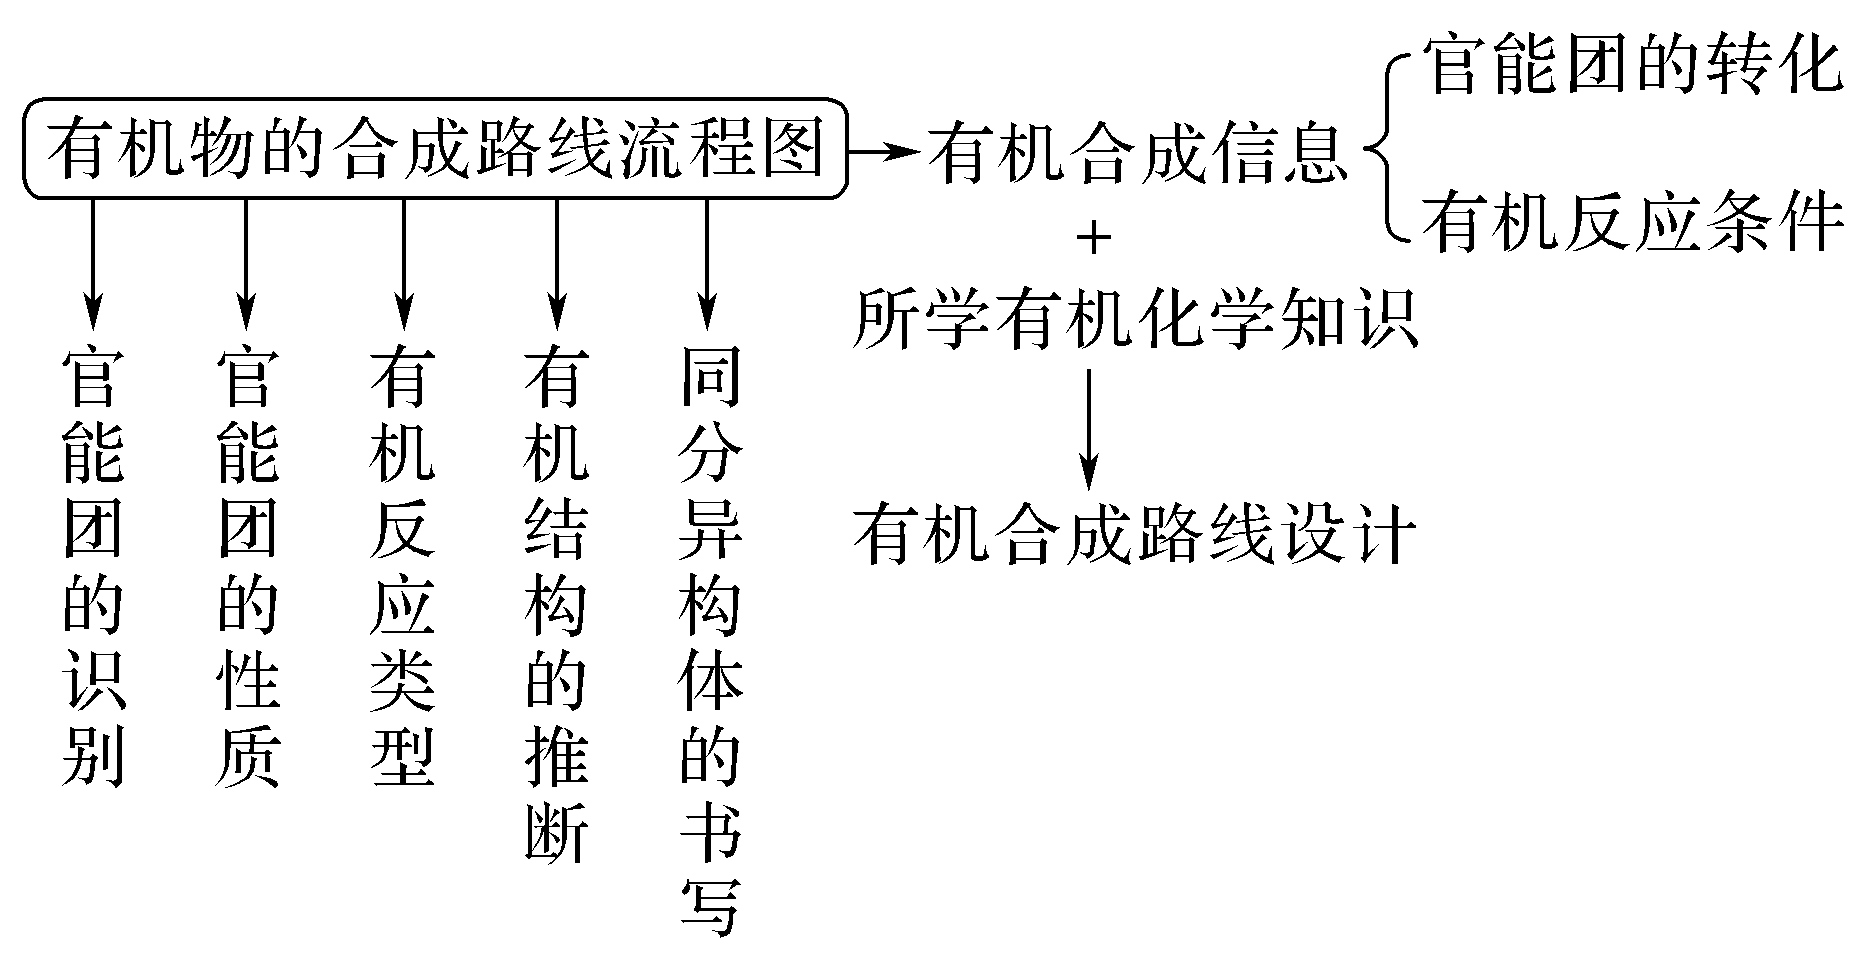 官能团的转化
有机物的合成路线流程图
有机合成信息
有机反应条件
+
所学有机化学知识
有机合成路线设计
官能团的识别
官能团的性质
有机反应类型
有机结构的推断
同分异构体的书写